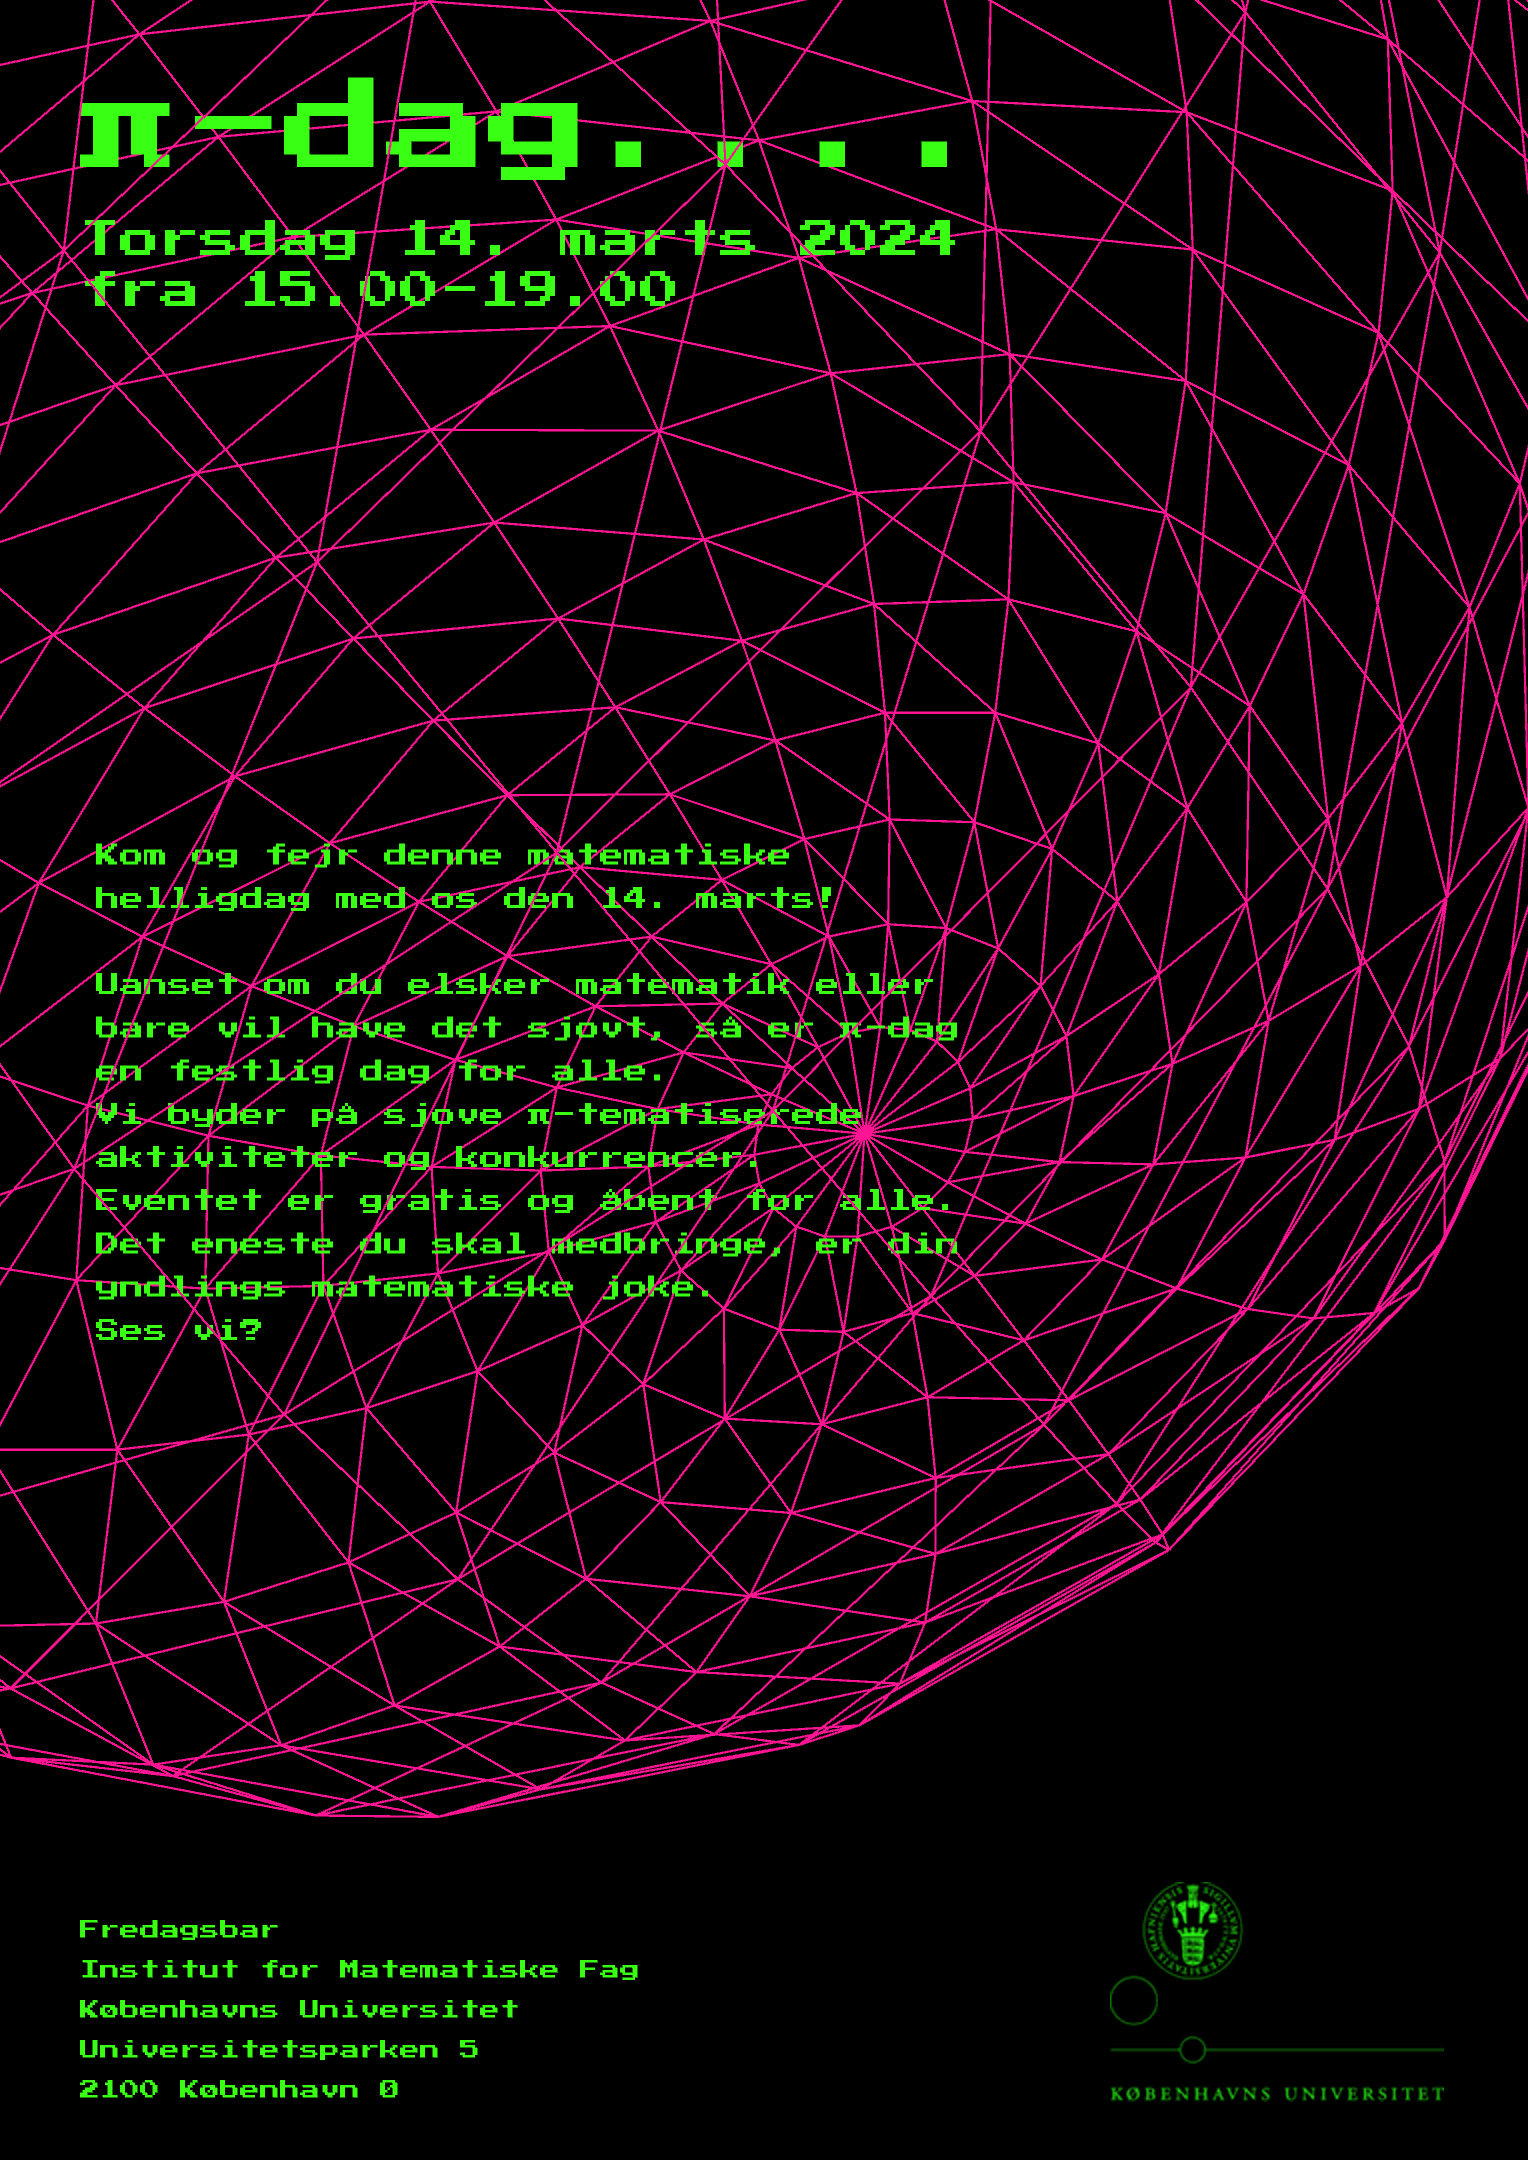 π-dag....
Torsdag 14. marts 2024
fra 15.00-19.00
Kom og fejr denne matematiske
helligdag med os den 14. marts!
Uanset om du elsker matematik eller
bare vil have det sjovt, så er π-dag
en festlig dag for alle.
Vi byder på sjove π-tematiserede
aktiviteter og konkurrencer.
Eventet er gratis og åbent for alle.
Det eneste du skal medbringe, er din
yndlings matematiske joke.
Ses vi?
Fredagsbar
Institut for Matematiske Fag
Københavns Universitet
Universitetsparken 5
2100 København Ø
SIGILLVM VNIVERSITATIS HAFNIENSIS
KØBENHAVNS UNIVERSITET